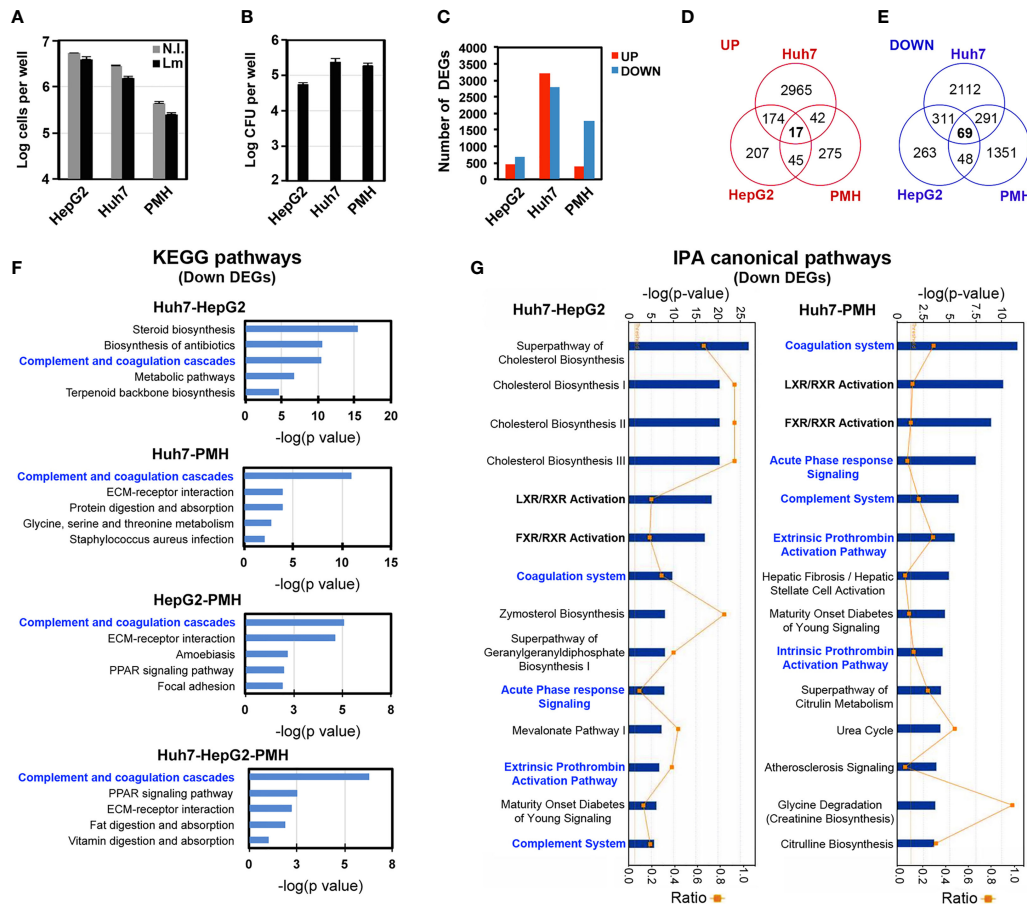 A
Log cells per well
7
6
5
4
N.I.
Lm
HepG2
Huh7
PMH
B
Log CFU per well
6
5
4
3
2
1
0
HepG2
Huh7
PMH
C
Number of DEGs
4000
3500
3000
2500
2000
1500
1000
500
0
UP
DOWN
HepG2
Huh7
PMH
D
UP
Huh7
2965
174
42
17
207
45
275
HepG2
PMH
E
DOWN
Huh7
2112
311
291
69
263
48
1351
HepG2
PMH
F
KEGG pathways
(Down DEGs)
Huh7-HepG2
Steroid biosynthesis
Biosynthesis of antibiotics
Complement and coagulation cascades
Metabolic pathways
Terpenoid backbone biosynthesis
0 5 10 15 20
-log(p value)
Huh7-PMH
Complement and coagulation cascades
ECM-receptor interaction
Protein digestion and absorption
Glycine, serine and threonine metabolism
Staphylococcus aureus infection
0 5 10 15
-log(p value)
HepG2-PMH
Complement and coagulation cascades
ECM-receptor interaction
Amoebiasis
PPAR signaling pathway
Focal adhesion
0 3 5 8
-log(p value)
Huh7-HepG2-PMH
Complement and coagulation cascades
PPAR signaling pathway
ECM-receptor interaction
Fat digestion and absorption
Vitamin digestion and absorption
0 3 5 8
-log(p value)
G
IPA canonical pathways
(Down DEGs)
Huh7-HepG2
-log(p-value)
0 5 10 15 20 25
Superpathway of
Cholesterol Biosynthesis
Cholesterol Biosynthesis I
Cholesterol Biosynthesis II
Cholesterol Biosynthesis III
LXR/RXR Activation
FXR/RXR Activation
Coagulation system
Zymosterol Biosynthesis
Superpathway of
Geranylgeranyldiphosphate
Biosynthesis I
Acute Phase response
Signaling
Mevalonate Pathway I
Extrinsic Prothrombin
Activation Pathway
Maturity Onset Diabetes
of Young Signaling
Complement System
0.0 0.2 0.4 0.6 0.8 1.0
Ratio
Huh7-PMH
-log(p-value)
0 2.5 5 7.5 10
Coagulation system
LXR/RXR Activation
FXR/RXR Activation
Acute Phase response
Signaling
Complement System
Extrinsic Prothrombin
Activation Pathway
Hepatic Fibrosis / Hepatic
Stellate Cell Activation
Maturity Onset Diabetes
of Young Signaling
Intrinsic Prothrombin
Activation Pathway
Superpathway of
Citrulin Metabolism
Urea Cycle
Atherosclerosis Signaling
Glycine Degradation
(Creatinine Biosynthesis)
Citrulline Biosynthesis
0.0 0.2 0.4 0.6 0.8 1.0
Ratio